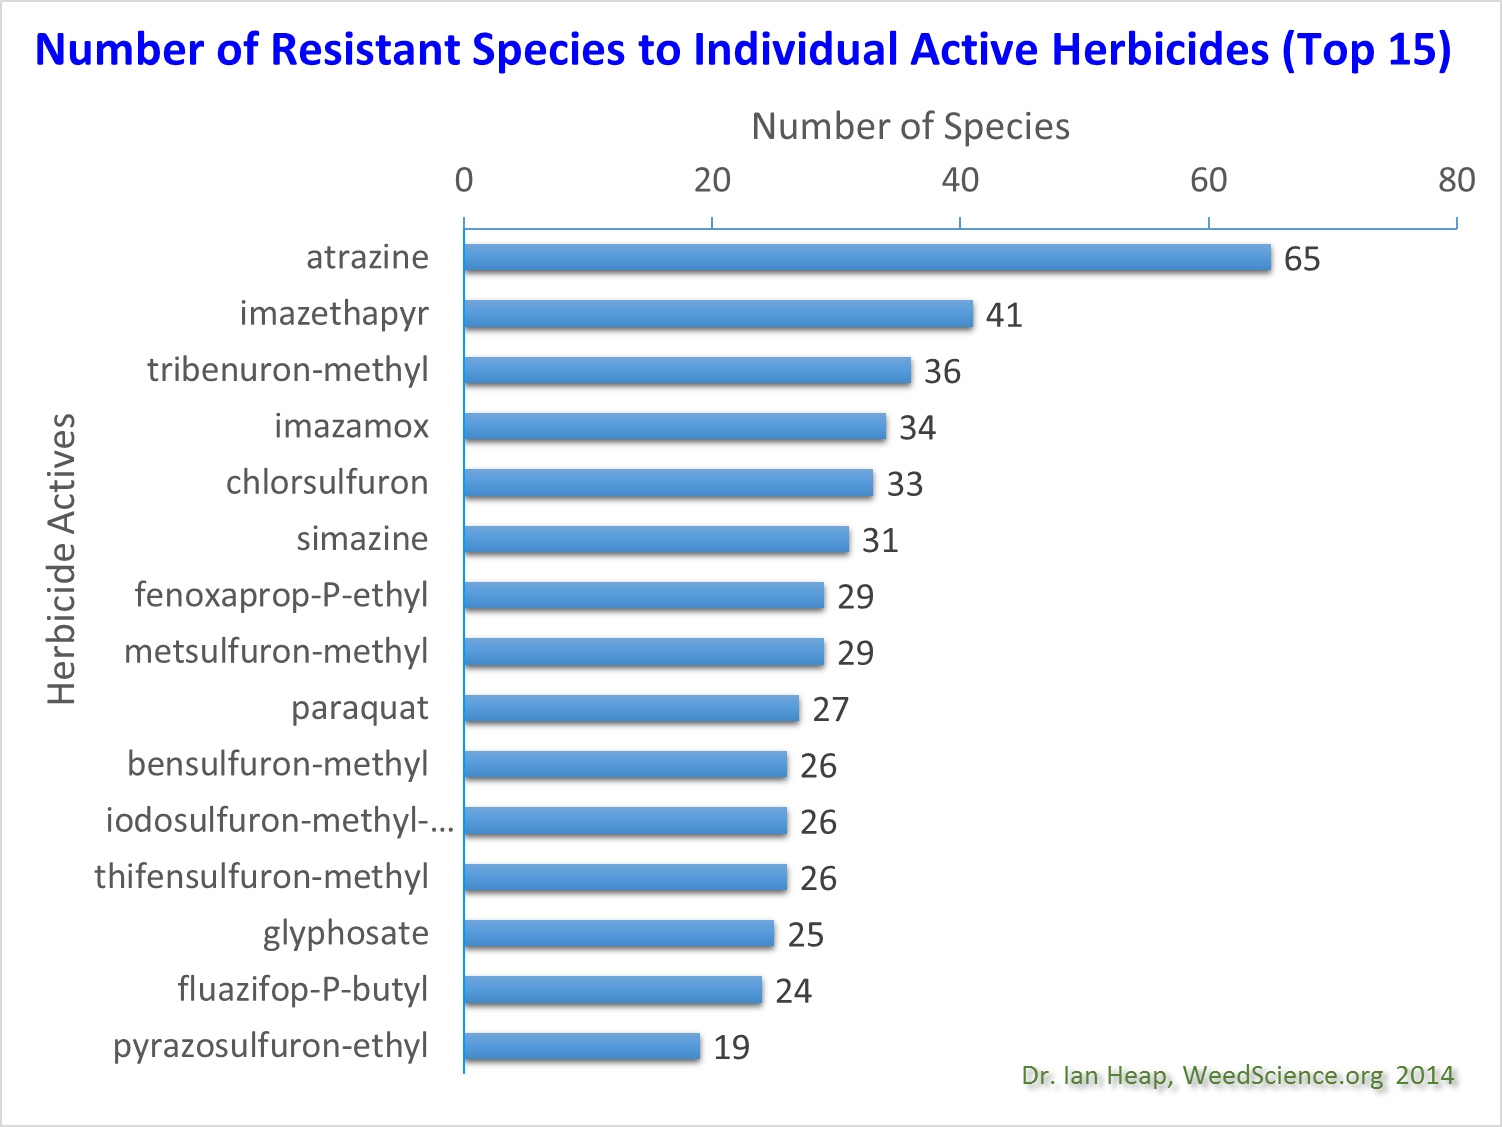 Number of Resistant Species to Individual Active Herbicides (Top 15)
Number of Species
0 20 40 60 80
Herbicide Actives
atrazine 65
imazethapyr 41
tribenuron-methyl 36
imazamox 34
chlorsulfuron 33
simazine 31
fenoxaprop-P-ethyl 29
metsulfuron-methyl 29
paraquat 27
bensulfuron-methyl 26
iodosulfuron-methyl-... 26
thifensulfuron-methyl 26
glyphosate 25
fluazifop-P-butyl 24
pyrazosulfuron-ethyl 19
Dr. Ian Heap, WeedScience.org 2014